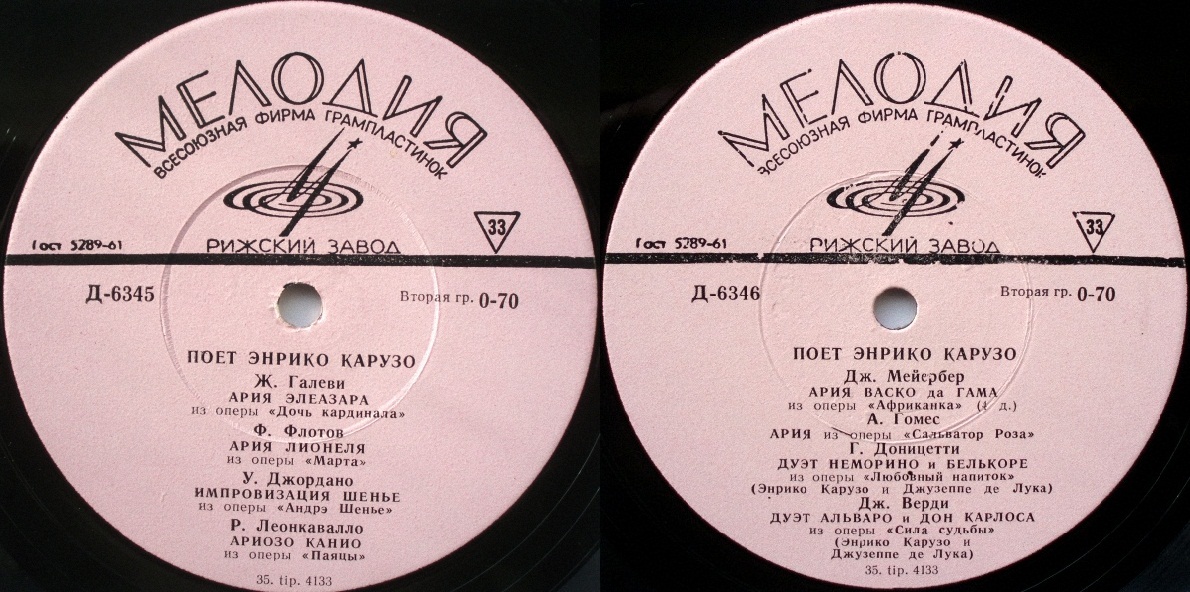 МЕЛОДИЯ
ВСЕСОЮЗНАЯ ФИРМА ГРАМПЛАСТИНОК
РИЖСКИЙ ЗАВОД
33
Гост 5289-61
Д-6345
Вторая гр. 0-70
ПОЕТ ЭНРИКО КАРУЗО
Ж. Галеви
АРИЯ ЭЛЕАЗАРА
из оперы «Дочь кардинала»
Ф. Флотов
АРИЯ ЛИОНЕЛЯ
из оперы «Марта»
У. Джордано
ИМПРОВИЗАЦИЯ ШЕНЬЕ
из оперы «Андрэ Шенье»
Р. Леонкавалло
АРИОЗО КАНИО
из оперы «Паяцы»
35. tip. 4133
МЕЛОДИЯ
ВСЕСОЮЗНАЯ ФИРМА ГРАМПЛАСТИНОК
РИЖСКИЙ ЗАВОД
33
Гост 5289-61
Д-6346
Вторая гр. 0-70
ПОЕТ ЭНРИКО КАРУЗО
Дж. Мейербер
АРИЯ ВАСКО да ГАМА
из оперы «Африканка» (4 д.)
А. Гомес
АРИЯ из оперы «Сальватор Роза»
Г. Доницетти
ДУЭТ НЕМОРИНО и БЕЛЬКОРЕ
из оперы «Любовный напиток»
(Энрико Карузо и Джузеппе де Лука)
Дж. Верди
ДУЭТ АЛЬВАРО и ДОН КАРЛОСА
из оперы «Сила судьбы»
(Энрико Карузо и
Джузеппе де Лука)
35. tip. 4133